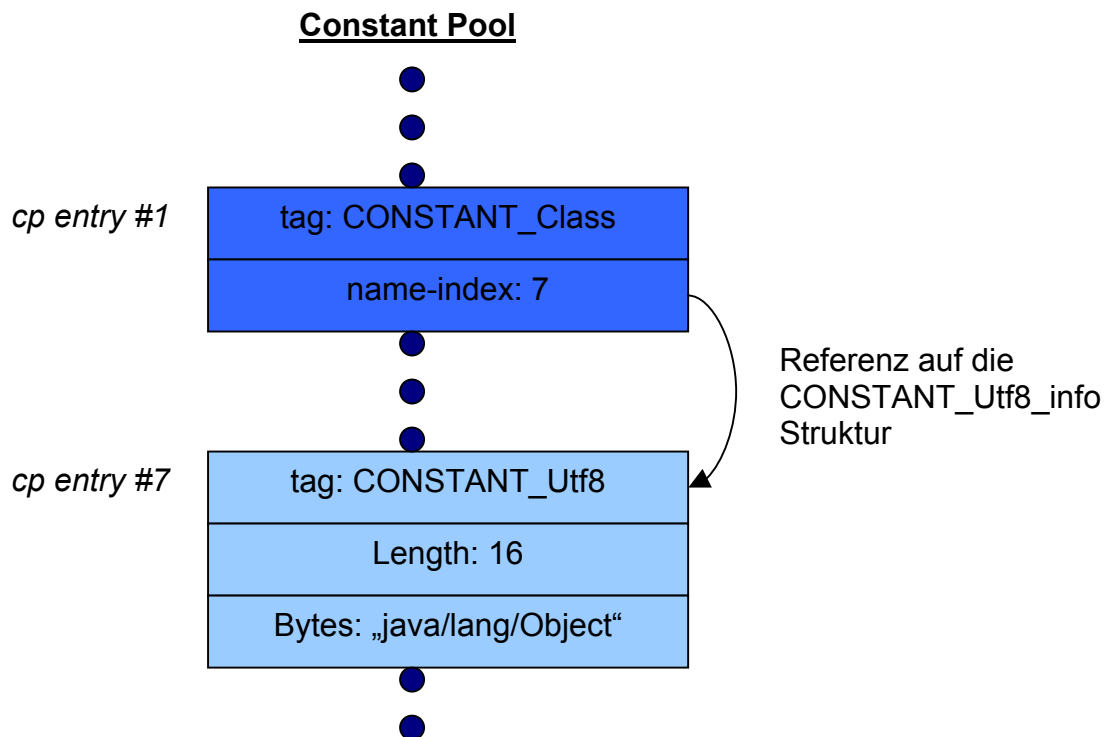 Constant Pool
cp entry #1
tag: CONSTANT_Class
name-index: 7
Referenz auf die
CONSTANT_Utf8_info
Struktur
cp entry #7
tag: CONSTANT_Utf8
Length: 16
Bytes: „java/lang/Object“